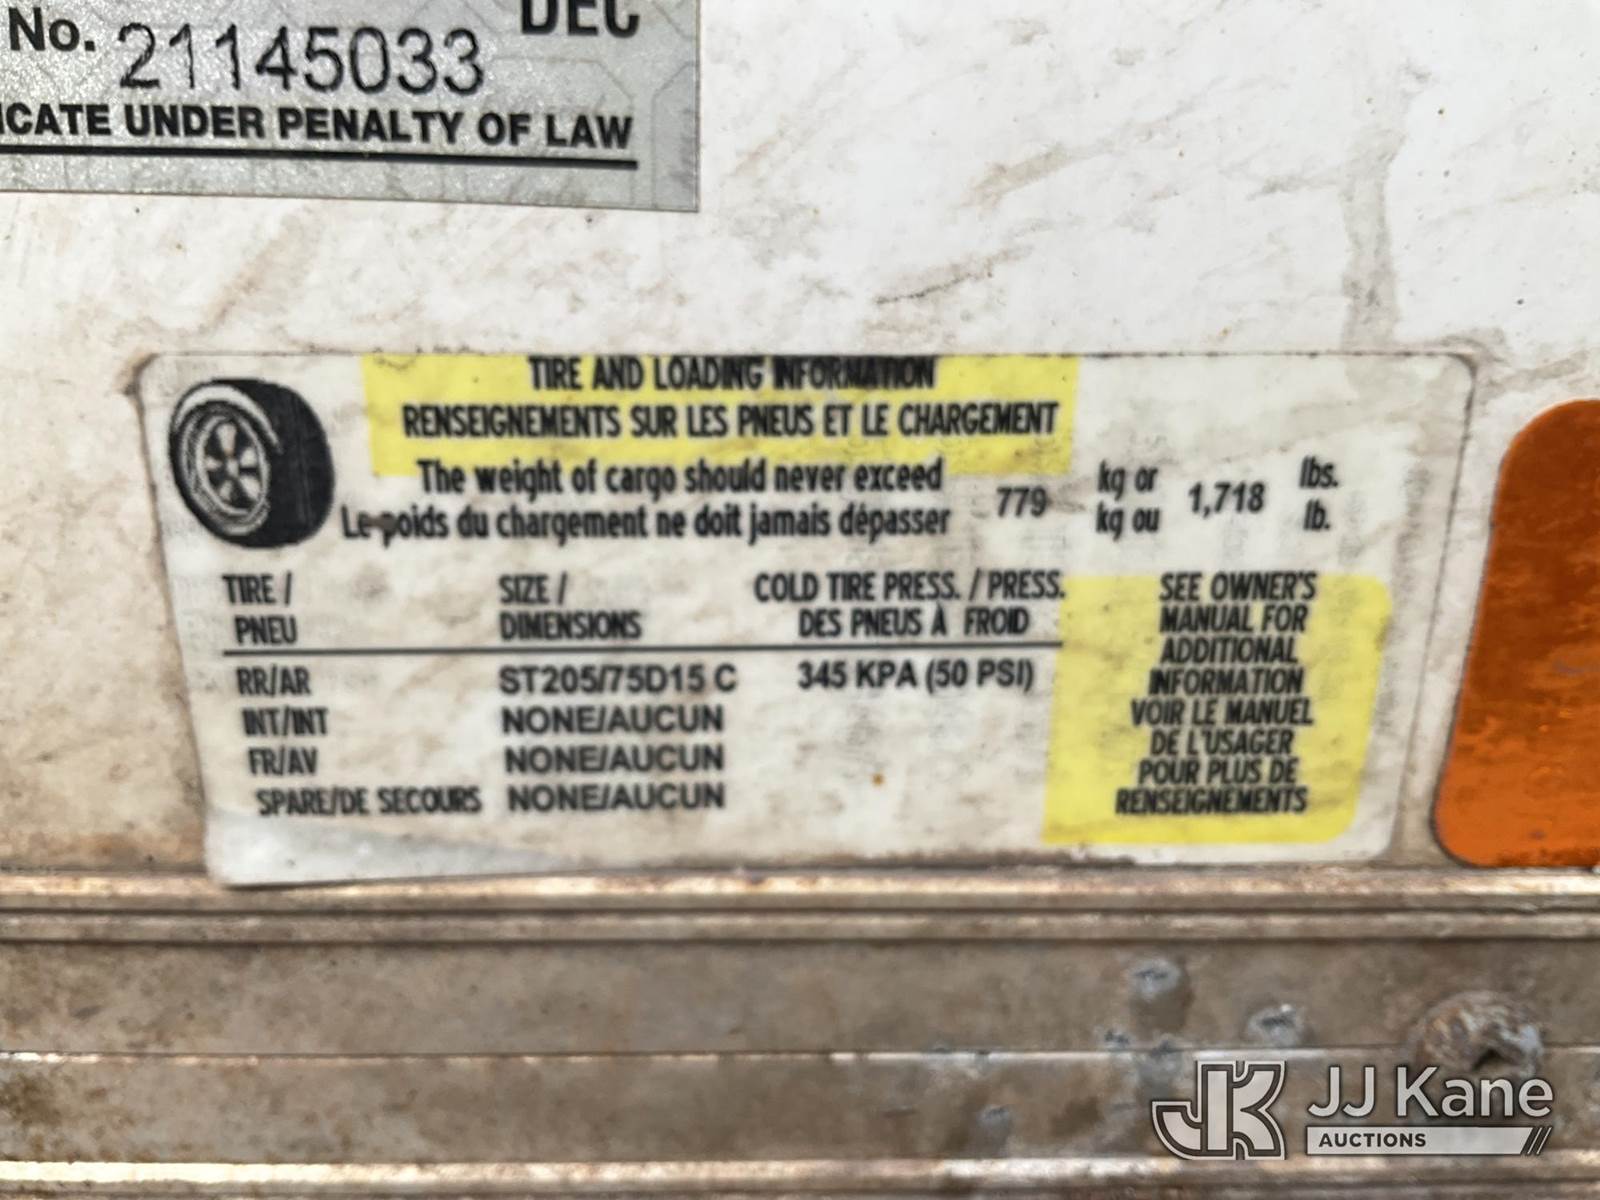 DEC
No. 21145033
ICATE UNDER PENALTY OF LAW
TIRE AND LOADING INFORMATION
RENSEIGNEMENTS SUR LES PNEUS ET LE CHARGEMENT
The weight of cargo should never exceed 779 kg or 1,718 lbs.
Le poids du chargement ne doit jamais dépasser kg ou lb.
TIRE / SIZE / COLD TIRE PRESS. / PRESS.
PNEU DIMENSIONS DES PNEUS À FROID
RR/AR ST205/75D15 C 345 KPA (50 PSI)
INT/INT NONE/AUCUN
FR/AV NONE/AUCUN
SPARE/DE SECOURS NONE/AUCUN
SEE OWNER'S
MANUAL FOR
ADDITIONAL
INFORMATION
VOIR LE MANUEL
DE L'USAGER
POUR PLUS DE
RENSEIGNEMENTS
JK JJ Kane
AUCTIONS